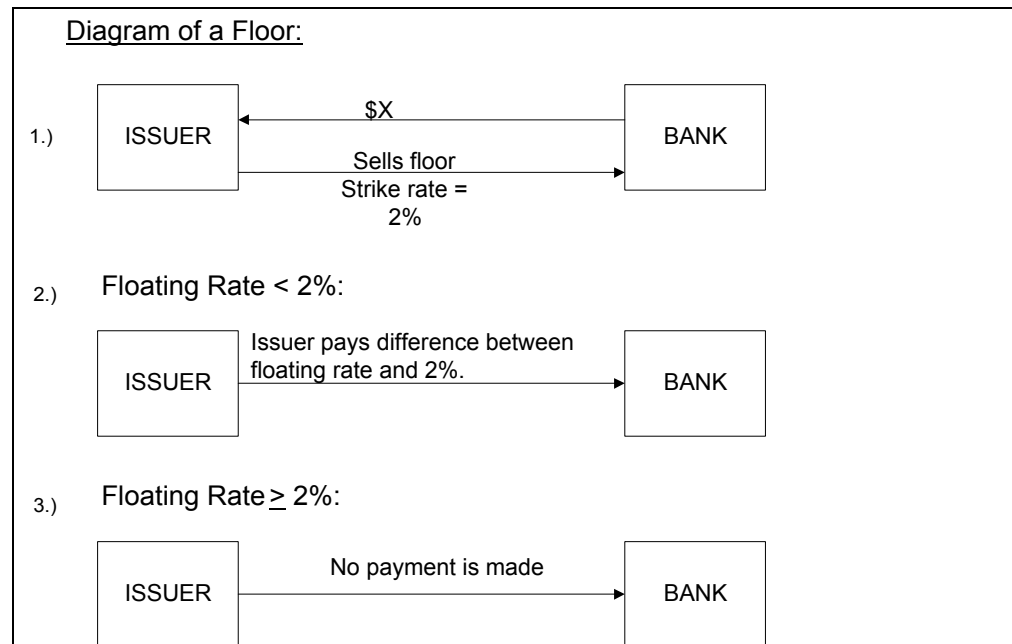 Diagram of a Floor:
$X
1.) ISSUER BANK
Sells floor
Strike rate =
2%
2.) Floating Rate < 2%:
Issuer pays difference between
floating rate and 2%.
ISSUER BANK
3.) Floating Rate ≥ 2%:
No payment is made
ISSUER BANK